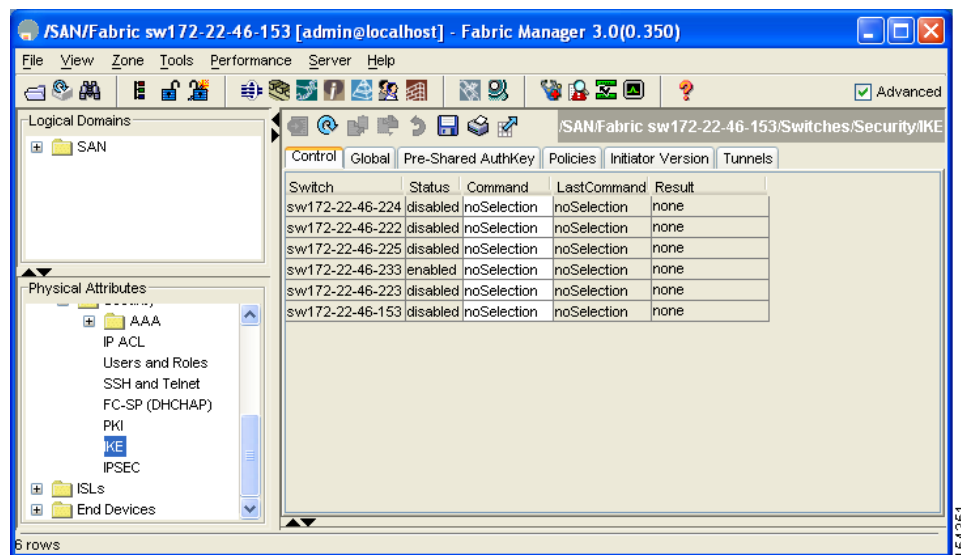 /SAN/Fabric sw172-22-46-153 [admin@localhost] - Fabric Manager 3.0(0.350)
File View Zone Tools Performance Server Help
Advanced
Logical Domains
SAN
/SAN/Fabric sw172-22-46-153/Switches/Security/IKE
Control Global Pre-Shared AuthKey Policies Initiator Version Tunnels
Switch Status Command LastCommand Result
sw172-22-46-224 disabled noSelection noSelection none
sw172-22-46-222 disabled noSelection noSelection none
sw172-22-46-225 disabled noSelection noSelection none
sw172-22-46-233 enabled noSelection noSelection none
sw172-22-46-223 disabled noSelection noSelection none
sw172-22-46-153 disabled noSelection noSelection none
Physical Attributes
AAA
IP ACL
Users and Roles
SSH and Telnet
FC-SP (DHCHAP)
PKI
IKE
IPSEC
ISLs
End Devices
6 rows